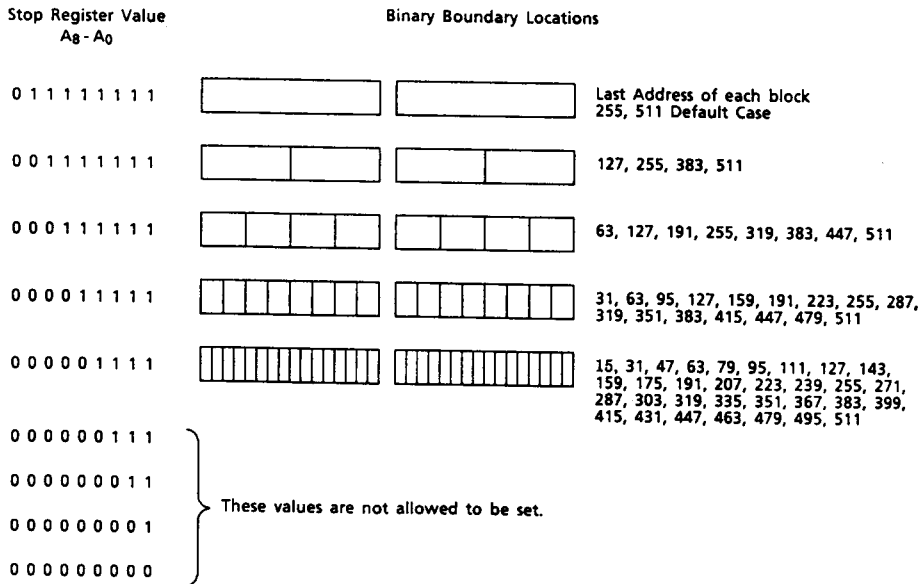 Stop Register Value
A8 - A0
Binary Boundary Locations
0 1 1 1 1 1 1 1 1
Last Address of each block
255, 511 Default Case
0 0 1 1 1 1 1 1 1
127, 255, 383, 511
0 0 0 1 1 1 1 1 1
63, 127, 191, 255, 319, 383, 447, 511
0 0 0 0 1 1 1 1 1
31, 63, 95, 127, 159, 191, 223, 255, 287,
319, 351, 383, 415, 447, 479, 511
0 0 0 0 0 1 1 1 1
15, 31, 47, 63, 79, 95, 111, 127, 143,
159, 175, 191, 207, 223, 239, 255, 271,
287, 303, 319, 335, 351, 367, 383, 399,
415, 431, 447, 463, 479, 495, 511
0 0 0 0 0 0 1 1 1
0 0 0 0 0 0 0 1 1
These values are not allowed to be set.
0 0 0 0 0 0 0 0 1
0 0 0 0 0 0 0 0 0